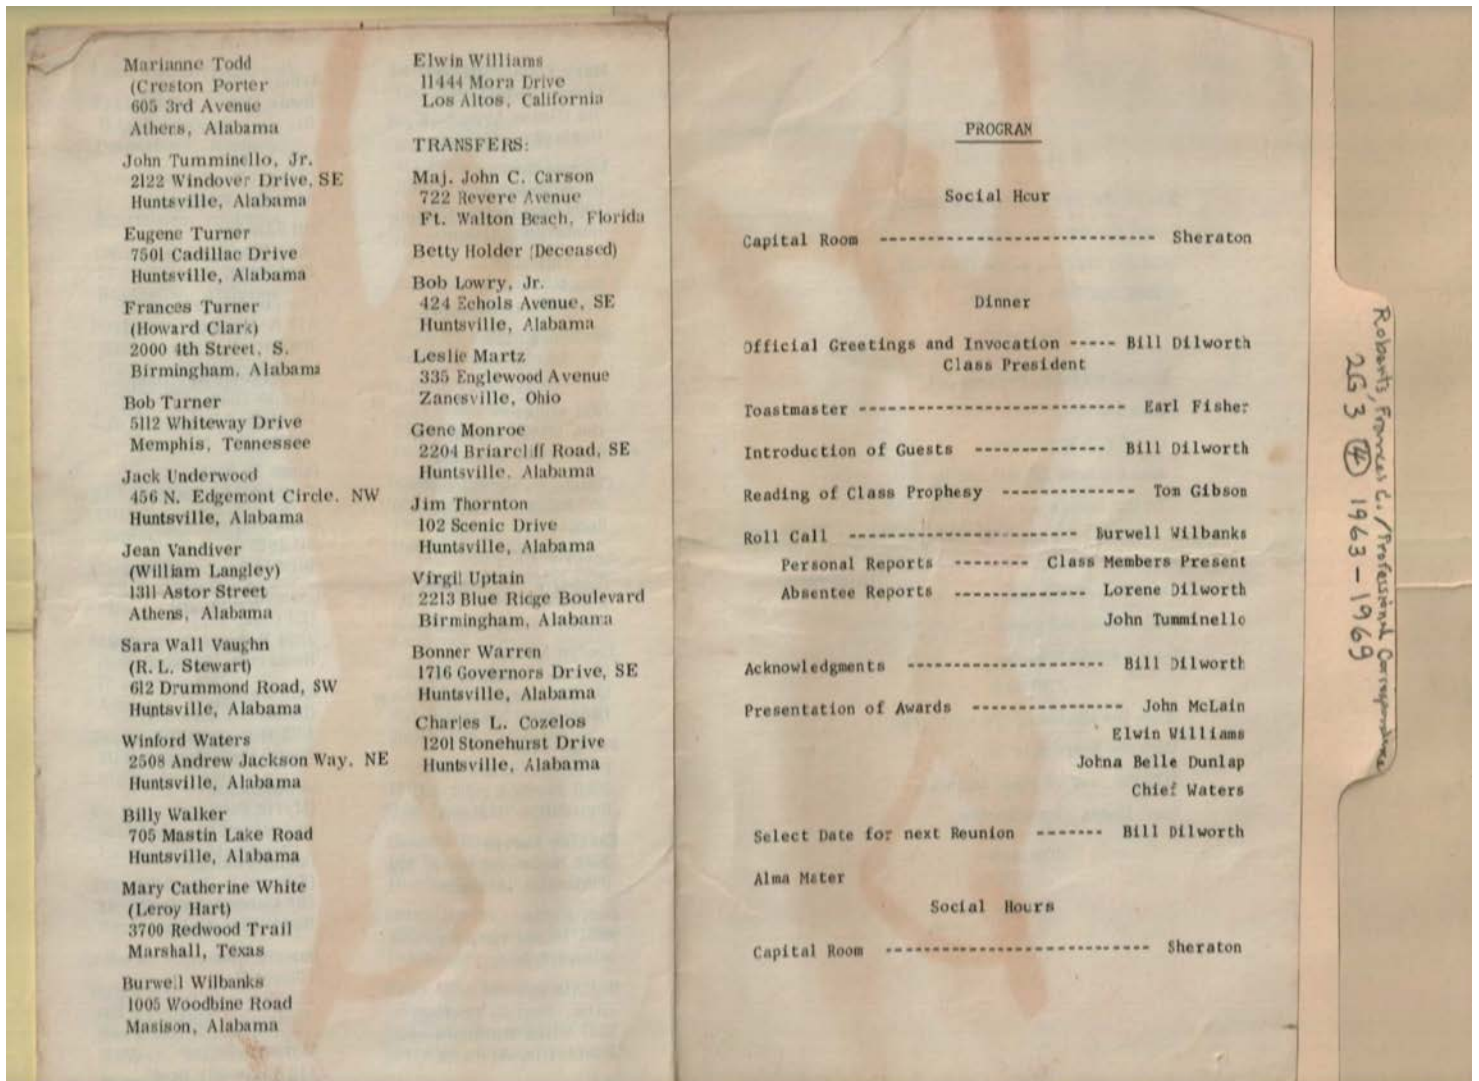 Marianne Todd
(Creston Porter
605 3rd Avenue
Athers, Alabama
John Tumminello, Jr.
2122 Windover Drive, SE
Huntsville, Alabama
Eugene Turner
7501 Cadillac Drive
Huntsville, Alabama
Frances Turner
(Howard Clark)
2000 4th Street, S.
Birmingham, Alabama
Bob Turner
5112 Whiteway Drive
Memphis, Tennessee
Jack Underwood
456 N. Edgemont Circle, NW
Huntsville, Alabama
Jean Vandiver
(William Langley)
1311 Astor Street
Athens, Alabama
Sara Wall Vaughn
(R. L. Stewart)
612 Drummond Road, SW
Huntsville, Alabama
Winford Waters
2508 Andrew Jackson Way, NE
Huntsville, Alabama
Billy Walker
705 Mastin Lake Road
Huntsville, Alabama
Mary Catherine White
(Leroy Hart)
3700 Redwood Trail
Marshall, Texas
Burwell Wilbanks
1005 Woodbine Road
Masison, Alabama
Elwin Williams
11444 Mora Drive
Los Altos, California
TRANSFERS:
Maj. John C. Carson
722 Revere Avenue
Ft. Walton Beach, Florida
Betty Holder (Deceased)
Bob Lowry, Jr.
424 Echols Avenue, SE
Huntsville, Alabama
Leslie Martz
335 Englewood Avenue
Zanesville, Ohio
Gene Monroe
2204 Briarcliff Road, SE
Huntsville, Alabama
Jim Thornton
102 Scenic Drive
Huntsville, Alabama
Virgil Uptain
2213 Blue Ridge Boulevard
Birmingham, Alabama
Bonner Warren
1716 Governors Drive, SE
Huntsville, Alabama
Charles L. Cozelos
1201 Stonehurst Drive
Huntsville, Alabama
PROGRAM
Social Hour
Capital Room ---------------------------- Sheraton
Dinner
Official Greetings and Invocation ----- Bill Dilworth
Class President
Toastmaster --------------------------- Earl Fisher
Introduction of Guests -------------- Bill Dilworth
Reading of Class Prophesy -------------- Tom Gibson
Roll Call ------------------------ Burwell Wilbanks
Personal Reports -------- Class Members Present
Absentee Reports -------------- Lorene Dilworth
John Tumminello
Acknowledgments --------------------- Bill Dilworth
Presentation of Awards ---------------- John McLain
Elwin Williams
Johna Belle Dunlap
Chief Waters
Select Date for next Reunion ------- Bill Dilworth
Alma Mater
Social Hours
Capital Room --------------------------- Sheraton
Roberts, Frances C. / Professional Correspondence
2G 3 (4) 1963-1969